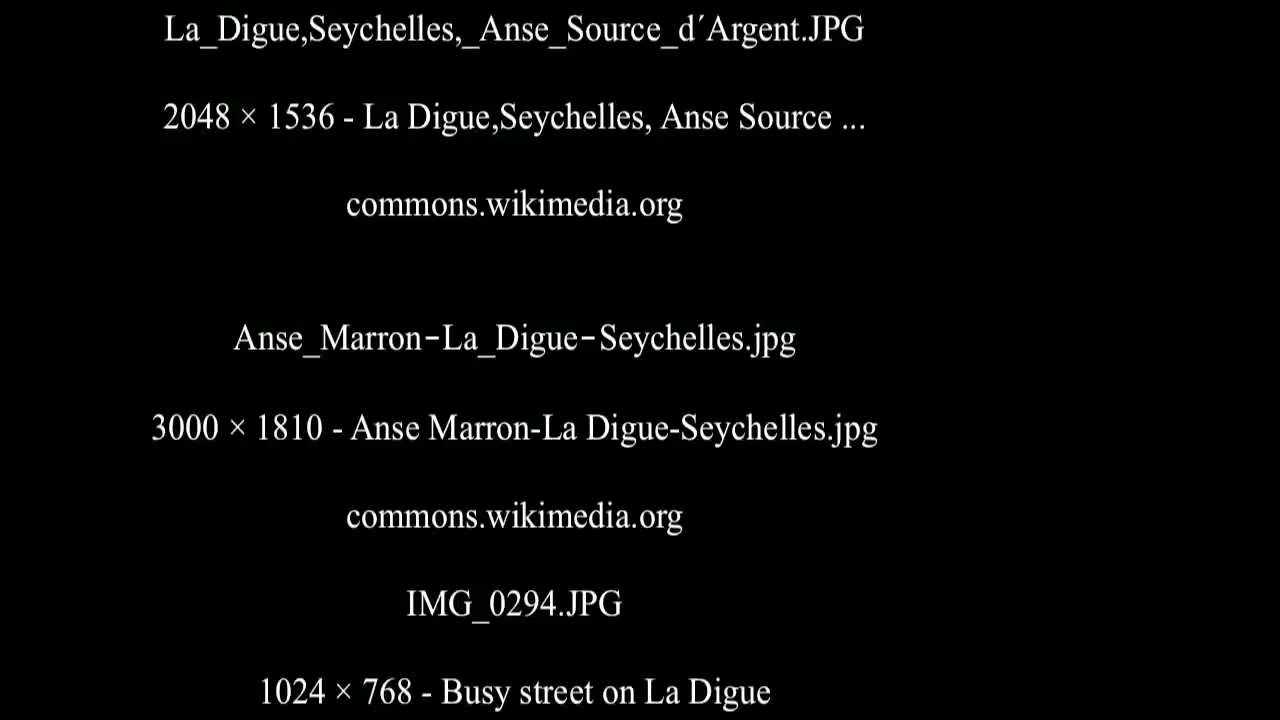 La_Digue,Seychelles,_Anse_Source_d´Argent.JPG
2048 × 1536 - La Digue,Seychelles, Anse Source ...
commons.wikimedia.org
Anse_Marron-La_Digue-Seychelles.jpg
3000 × 1810 - Anse Marron-La Digue-Seychelles.jpg
commons.wikimedia.org
IMG_0294.JPG
1024 × 768 - Busy street on La Digue